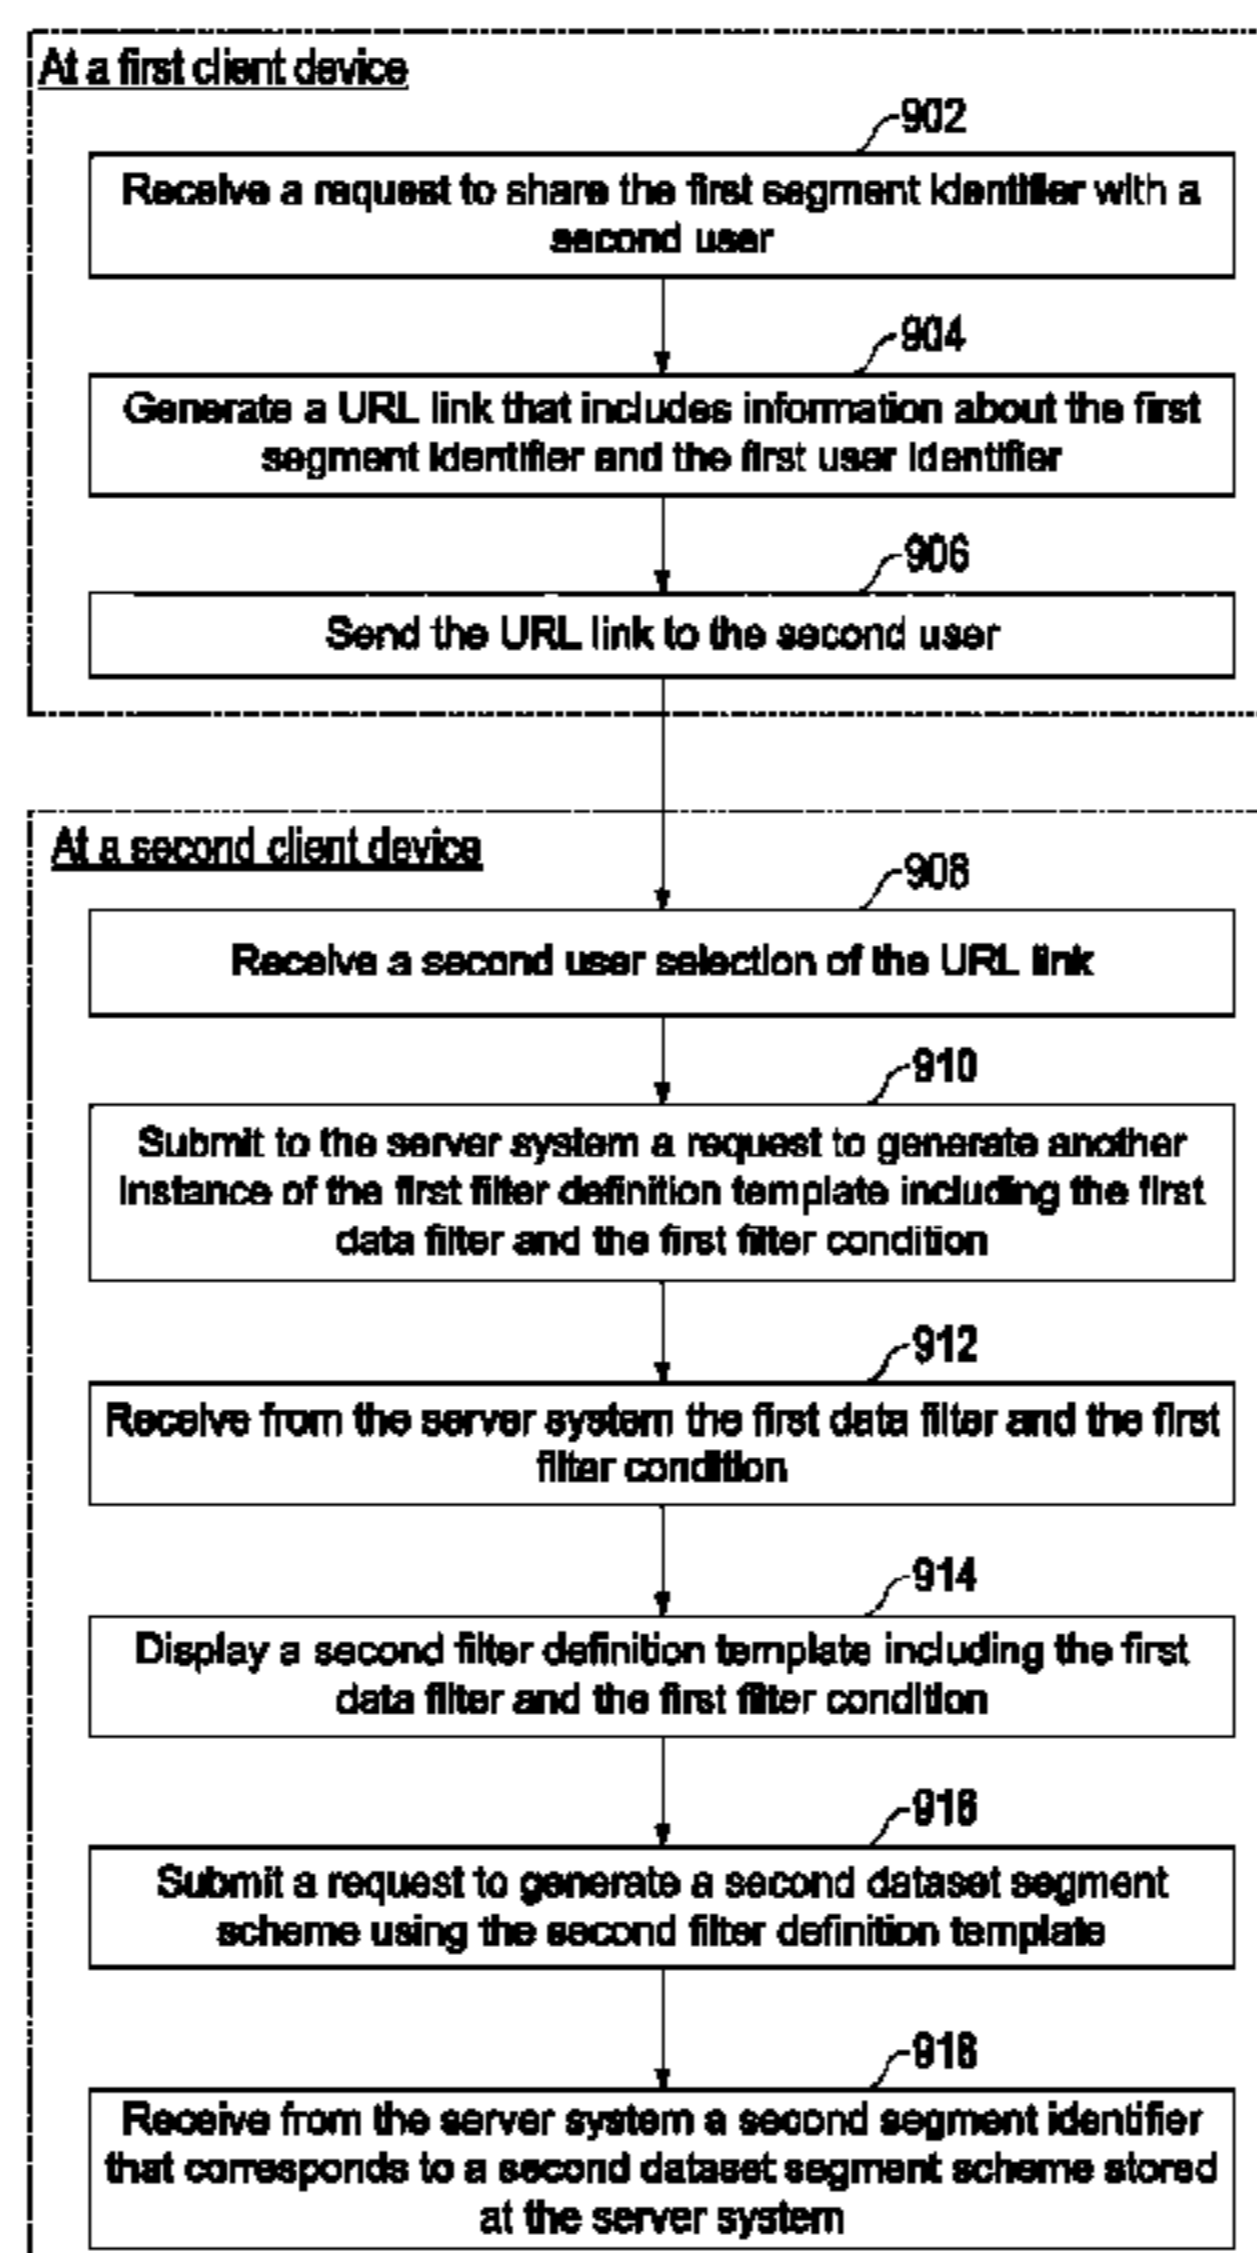 At a first client device
902
Receive a request to share the first segment identifier with a
second user
904
Generate a URL link that includes information about the first
segment identifier and the first user identifier
906
Send the URL link to the second user
At a second client device
908
Receive a second user selection of the URL link
910
Submit to the server system a request to generate another
instance of the first filter definition template including the first
data filter and the first filter condition
912
Receive from the server system the first data filter and the first
filter condition
914
Display a second filter definition template including the first
data filter and the first filter condition
916
Submit a request to generate a second dataset segment
scheme using the second filter definition template
918
Receive from the server system a second segment identifier
that corresponds to a second dataset segment scheme stored
at the server system